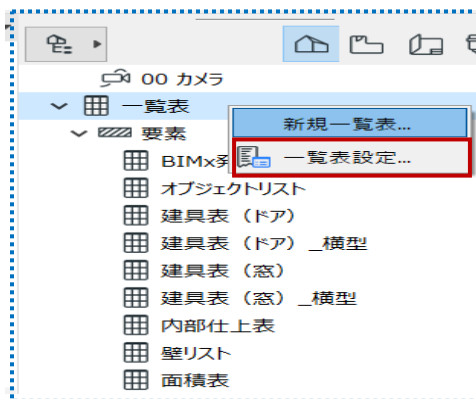 00 カメラ
一覧表
新規一覧表...
要素
一覧表設定...
BIMx
オブジェクトリスト
建具表（ドア）
建具表（ドア）_横型
建具表（窓）
建具表（窓）_横型
内部仕上表
壁リスト
面積表